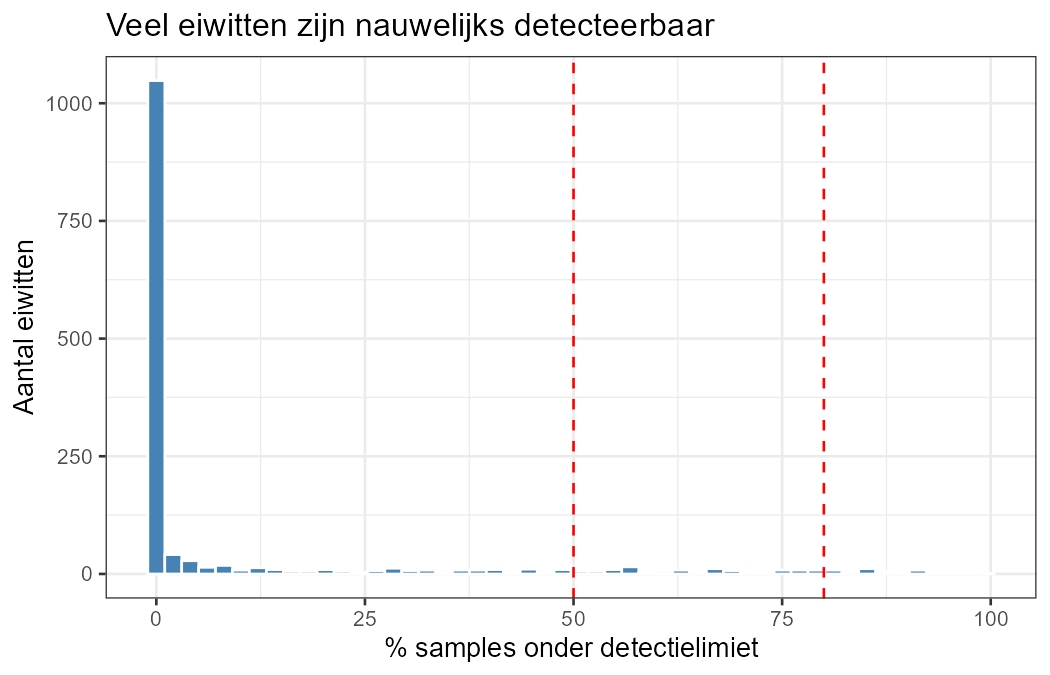 Veel eiwitten zijn nauwelijks detecteerbaar
Aantal eiwitten
1000
750
500
250
0
0 25 50 75 100
% samples onder detectielimiet